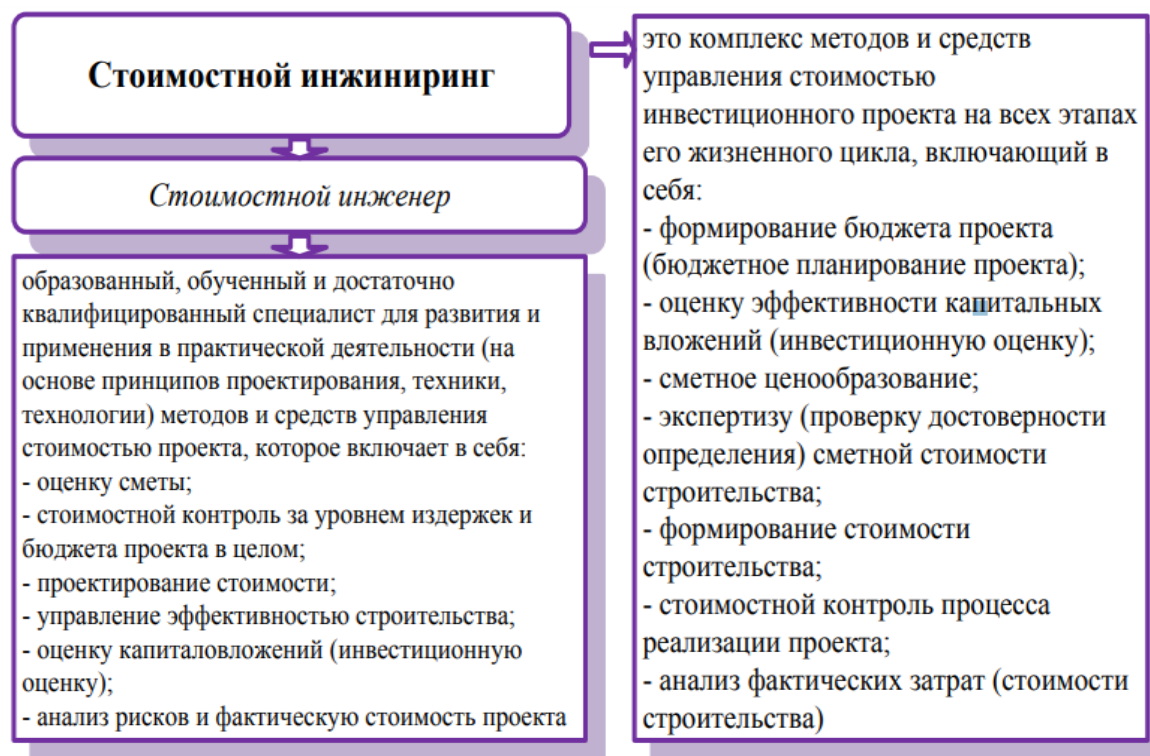 Стоимостной инжиниринг
Стоимостной инженер
образованный, обученный и достаточно
квалифицированный специалист для развития и
применения в практической деятельности (на
основе принципов проектирования, техники,
технологии) методов и средств управления
стоимостью проекта, которое включает в себя:
- оценку сметы;
- стоимостной контроль за уровнем издержек и
бюджета проекта в целом;
- проектирование стоимости;
- управление эффективностью строительства;
- оценку капиталовложений (инвестиционную
оценку);
- анализ рисков и фактическую стоимость проекта
это комплекс методов и средств
управления стоимостью
инвестиционного проекта на всех этапах
его жизненного цикла, включающий в
себя:
- формирование бюджета проекта
(бюджетное планирование проекта);
- оценку эффективности капитальных
вложений (инвестиционную оценку);
- сметное ценообразование;
- экспертизу (проверку достоверности
определения) сметной стоимости
строительства;
- формирование стоимости
строительства;
- стоимостной контроль процесса
реализации проекта;
- анализ фактических затрат (стоимости
строительства)